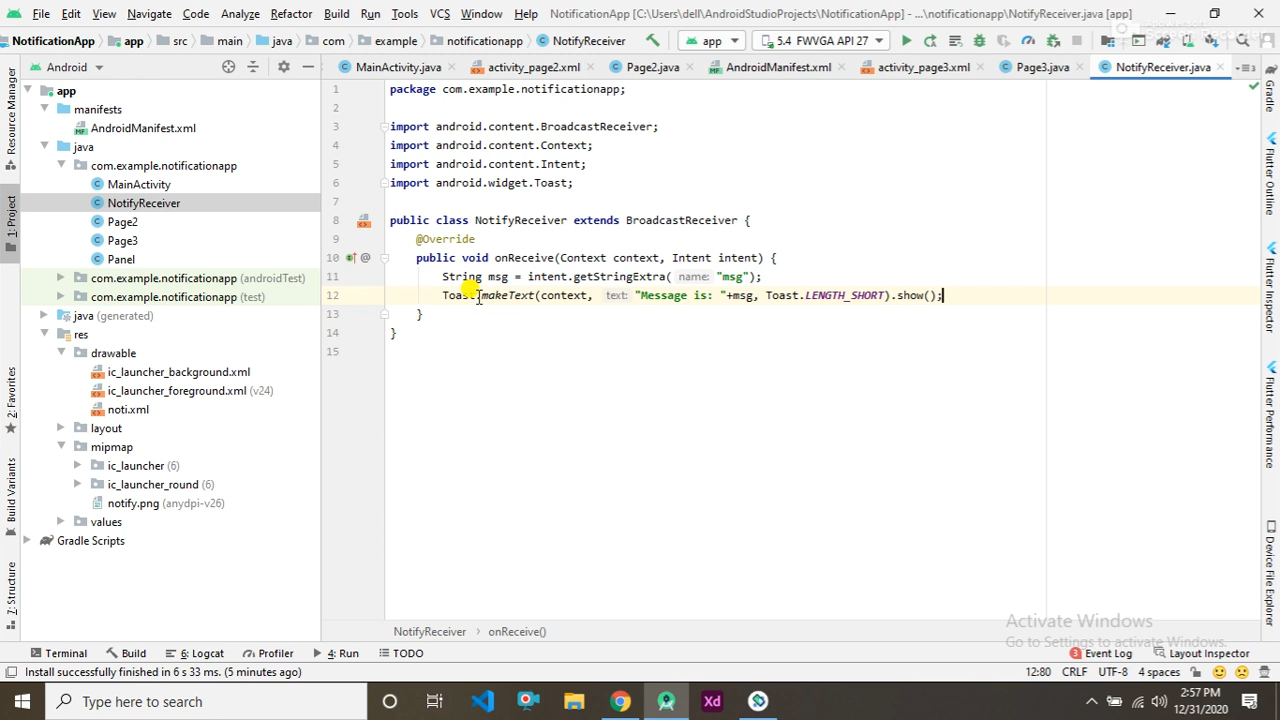 File Edit View Navigate Code Analyze Refactor Build Run Tools VCS Window Help NotificationApp [C:\Users\dell\AndroidStudioProjects\NotificationApp] - ...\notificationapp\NotifyReceiver.java [app]
NotificationApp app src main java com example notificationapp NotifyReceiver app 5.4 FWVGA API 27
Android MainActivity.java activity_page2.xml Page2.java AndroidManifest.xml activity_page3.xml Page3.java NotifyReceiver.java
Resource Manager
1: Project
2: Favorites
Build Variants
7: Structure
app
manifests
AndroidManifest.xml
java
com.example.notificationapp
MainActivity
NotifyReceiver
Page2
Page3
Panel
com.example.notificationapp (androidTest)
com.example.notificationapp (test)
java (generated)
res
drawable
ic_launcher_background.xml
ic_launcher_foreground.xml (v24)
noti.xml
layout
mipmap
ic_launcher (6)
ic_launcher_round (6)
notify.png (anydpi-v26)
values
Gradle Scripts
1 package com.example.notificationapp;
2
3 import android.content.BroadcastReceiver;
4 import android.content.Context;
5 import android.content.Intent;
6 import android.widget.Toast;
7
8 public class NotifyReceiver extends BroadcastReceiver {
9 @Override
10 public void onReceive(Context context, Intent intent) {
11 String msg = intent.getStringExtra( name: "msg");
12 Toast.makeText(context, text: "Message is: "+msg, Toast.LENGTH_SHORT).show();
13 }
14 }
15
Gradle
Flutter Outline
Flutter Inspector
Flutter Performance
Device File Explorer
Activate Windows
Go to Settings to activate Windows.
NotifyReceiver onReceive()
Terminal Build 6: Logcat Profiler 4: Run TODO 3 Event Log Layout Inspector
Install successfully finished in 6 s 33 ms. (5 minutes ago) 12:80 CRLF UTF-8 4 spaces
Type here to search Xd 2:57 PM
12/31/2020